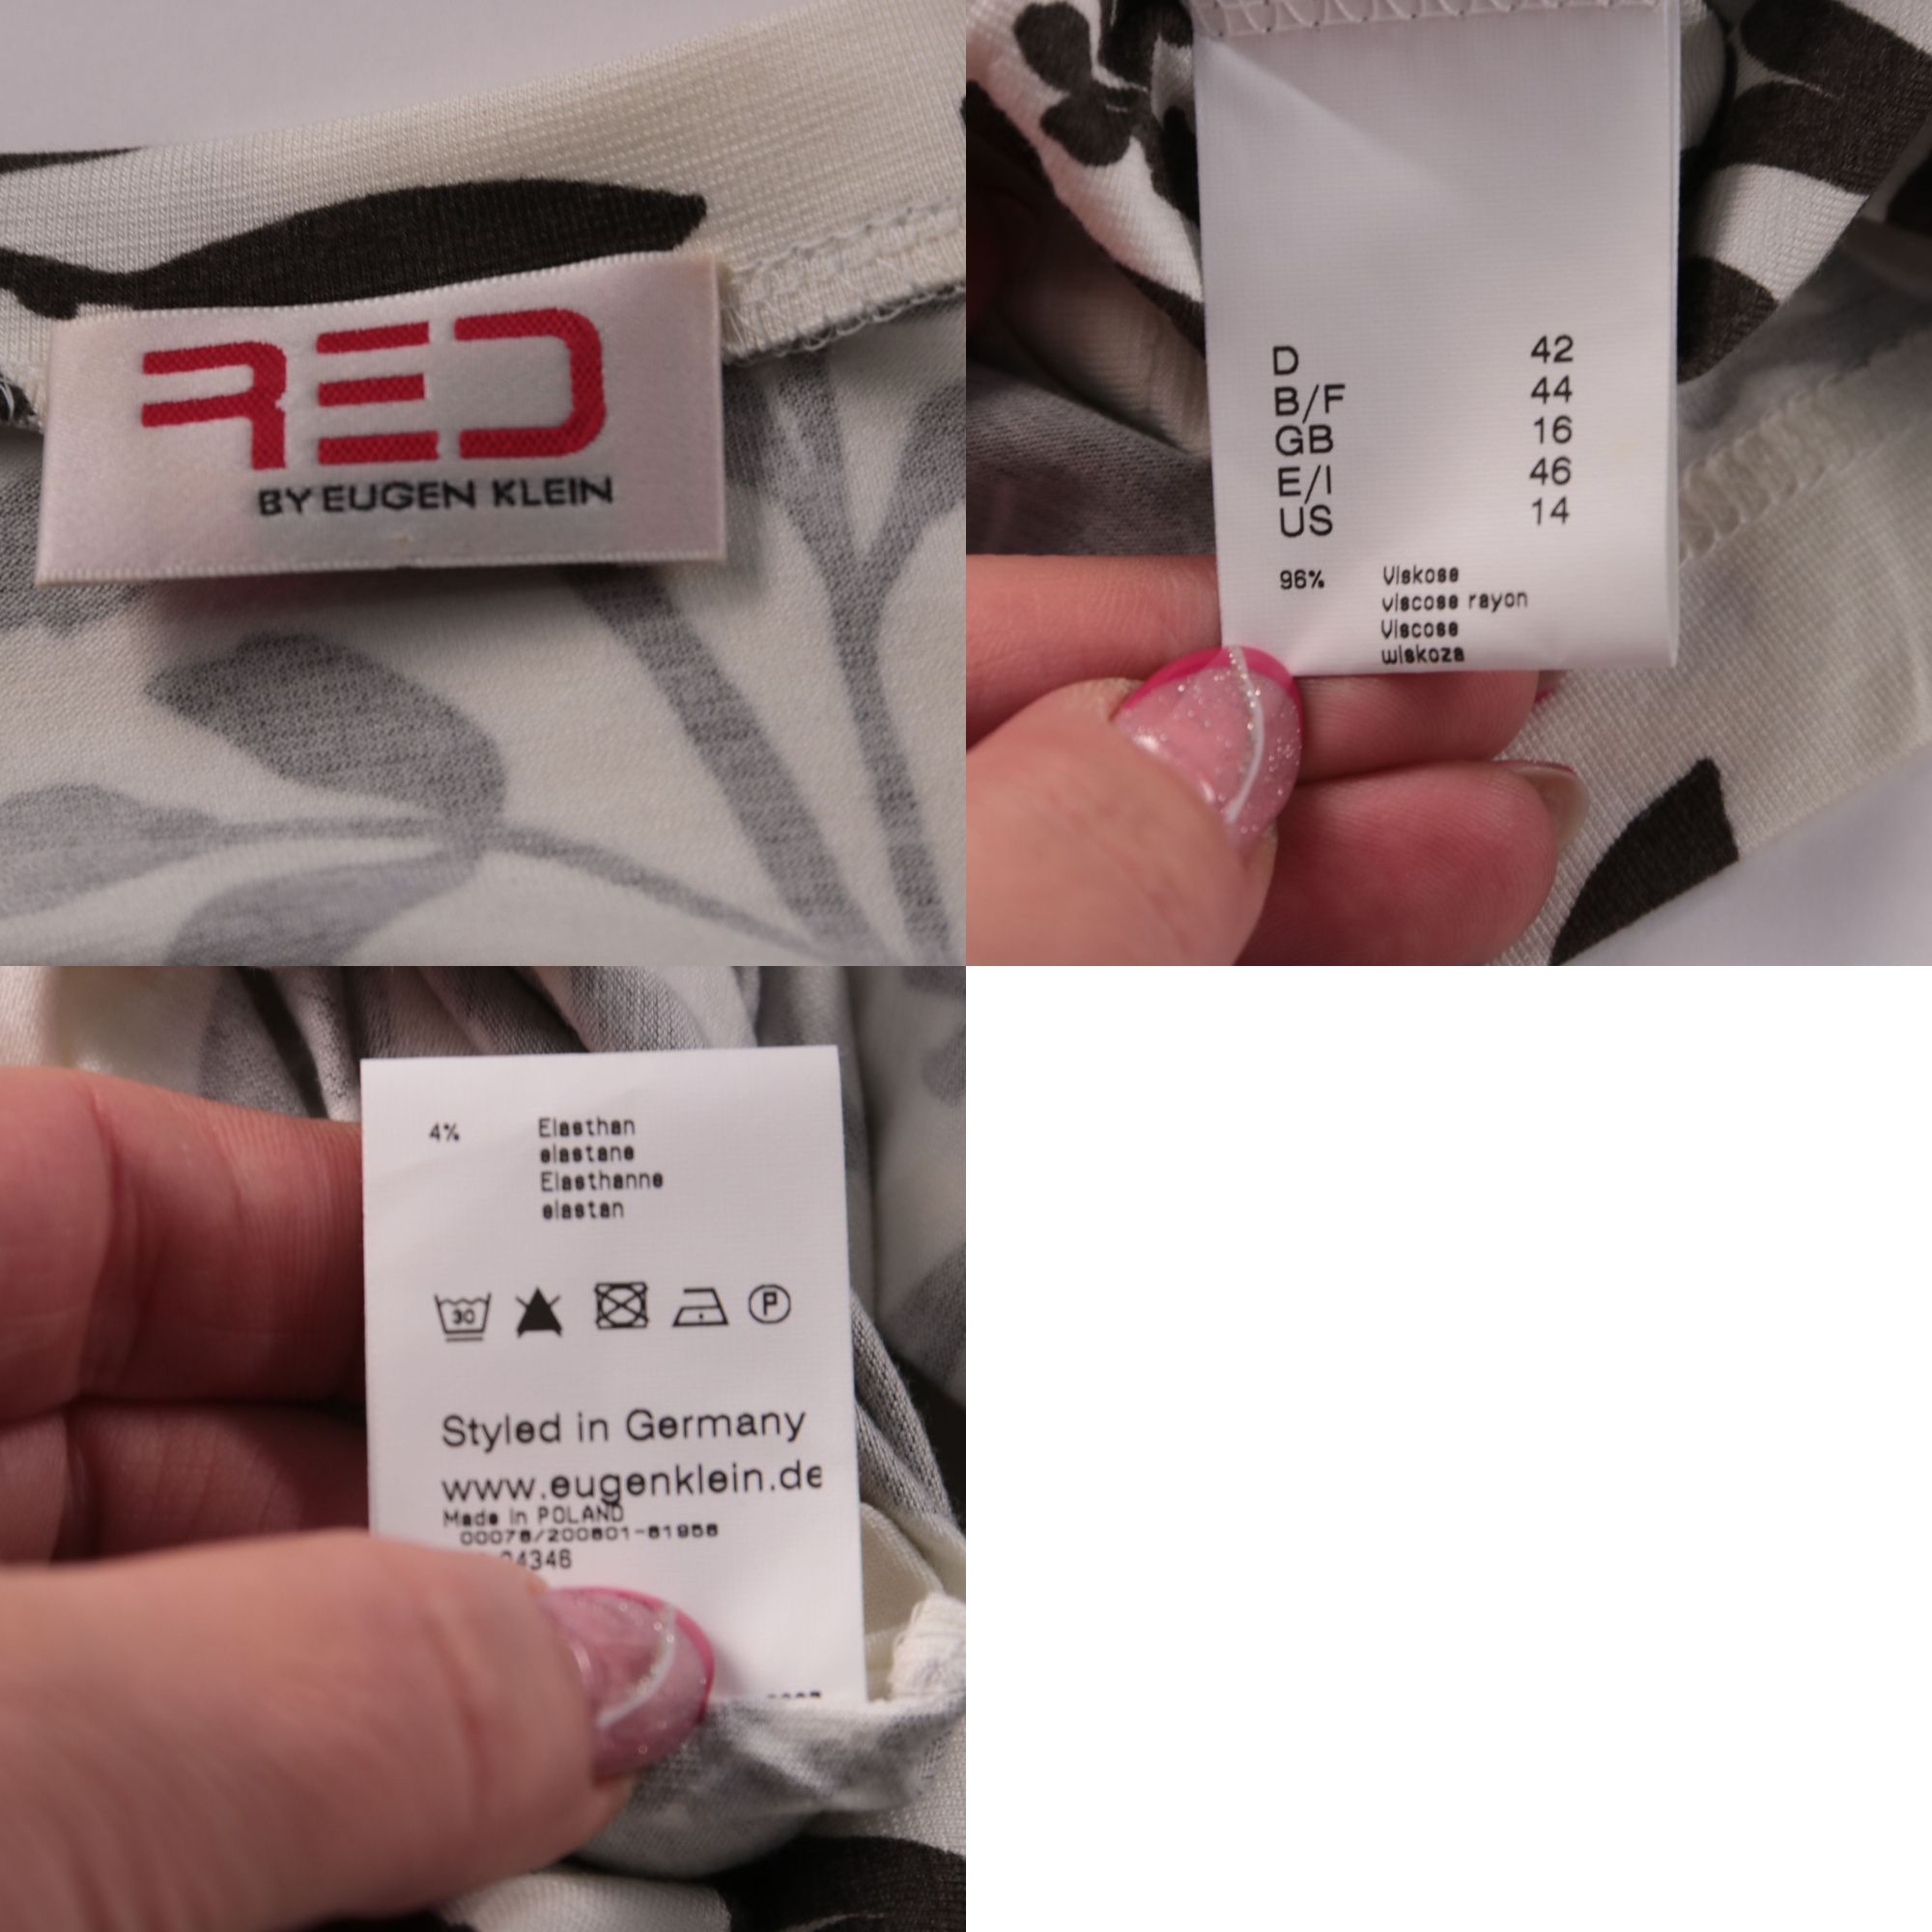 RED
BY EUGEN KLEIN
D 42
B/F 44
GB 16
E/I 46
US 14
96% Viskose
viscose rayon
Viscose
wiskoza
4% Elasthan
elastane
Elasthanne
elastan
30
P
Styled in Germany
www.eugenklein.de
Made in POLAND
4346